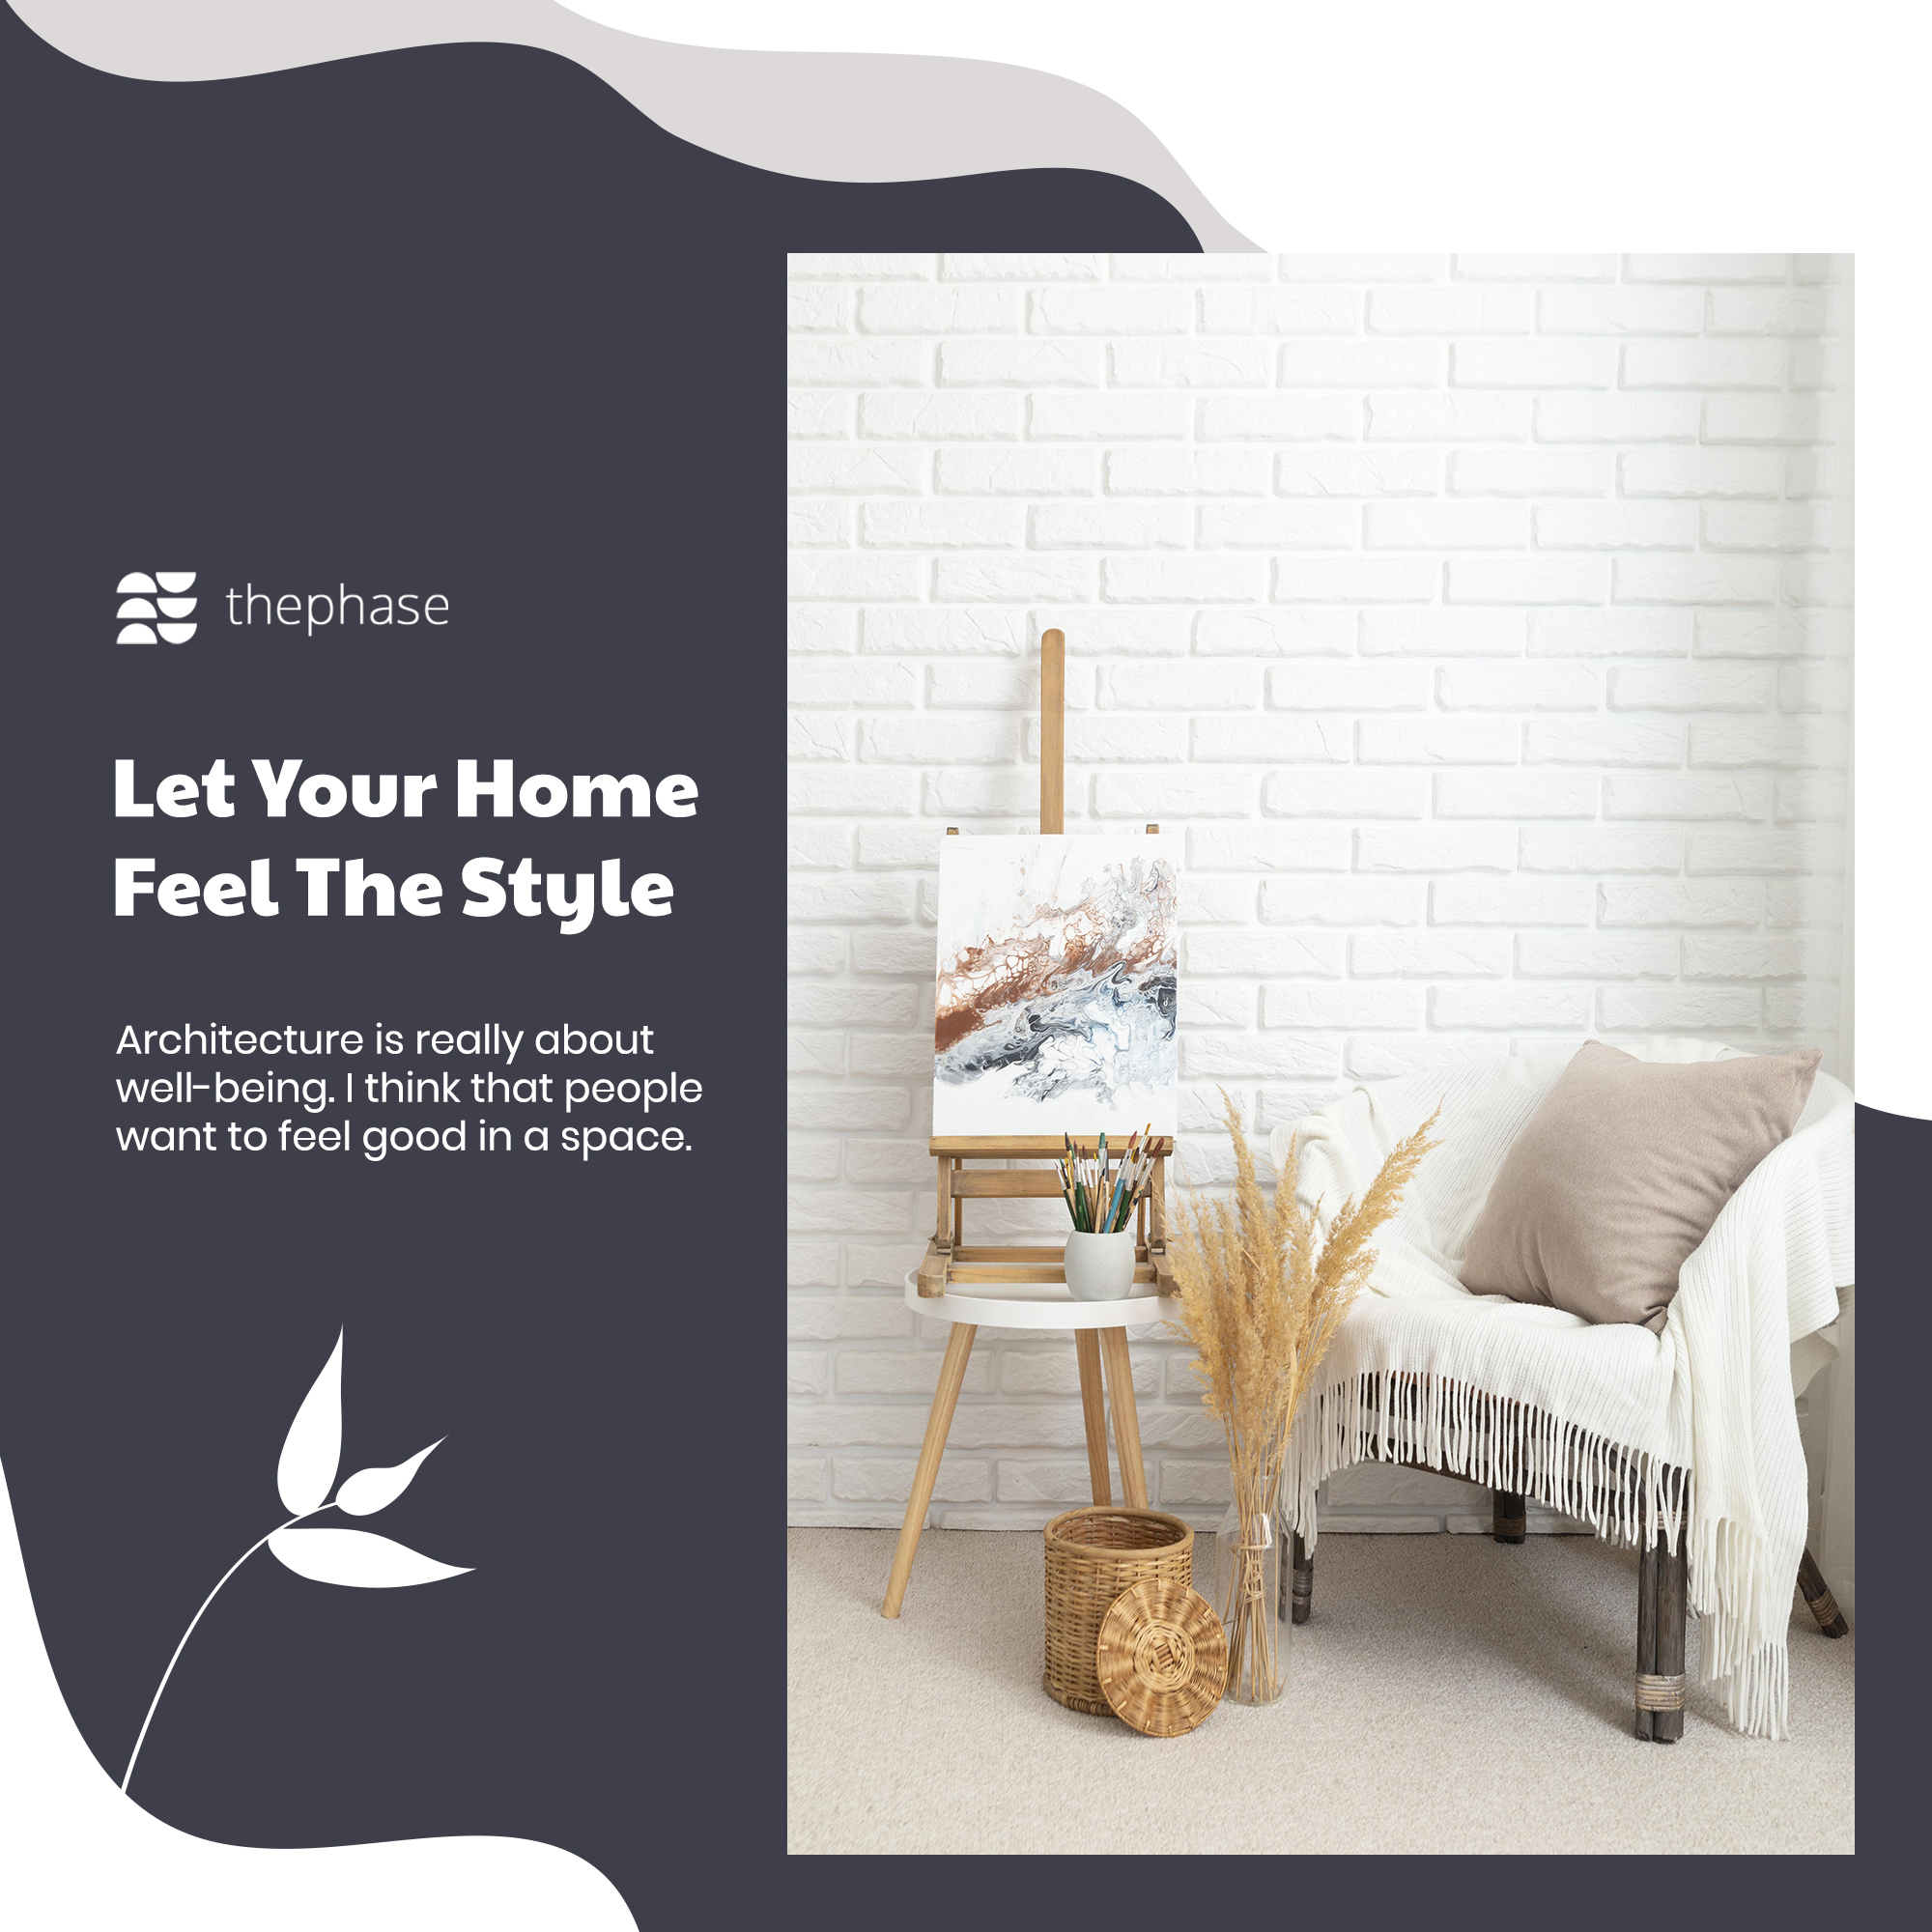 thephase
Let Your Home
Feel The Style
Architecture is really about
well-being. I think that people
want to feel good in a space.